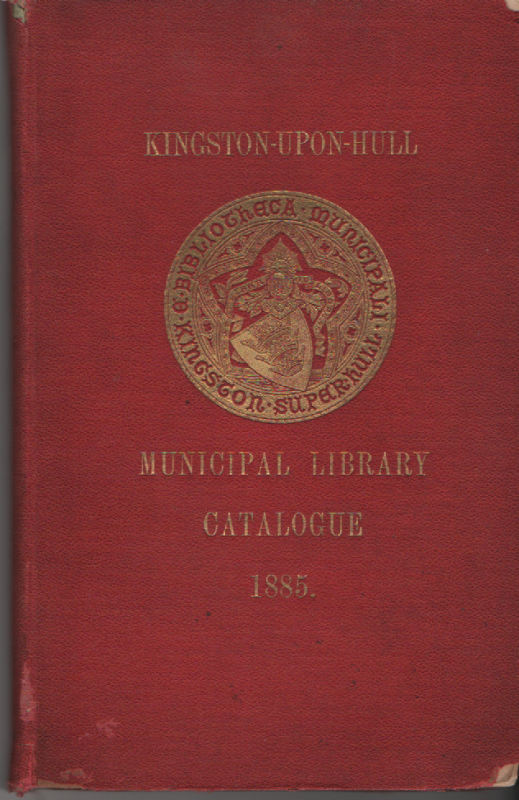 KINGSTON-UPON-HULL
E · BIBLIOTHECA · MUNICIPALI · KINGSTON · SUPER · HULL
MUNICIPAL LIBRARY
CATALOGUE
1885.